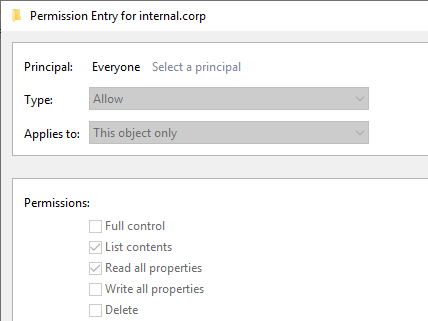 Permission Entry for internal.corp
Principal: Everyone Select a principal
Type: Allow
Applies to: This object only
Permissions:
Full control
List contents
Read all properties
Write all properties
Delete